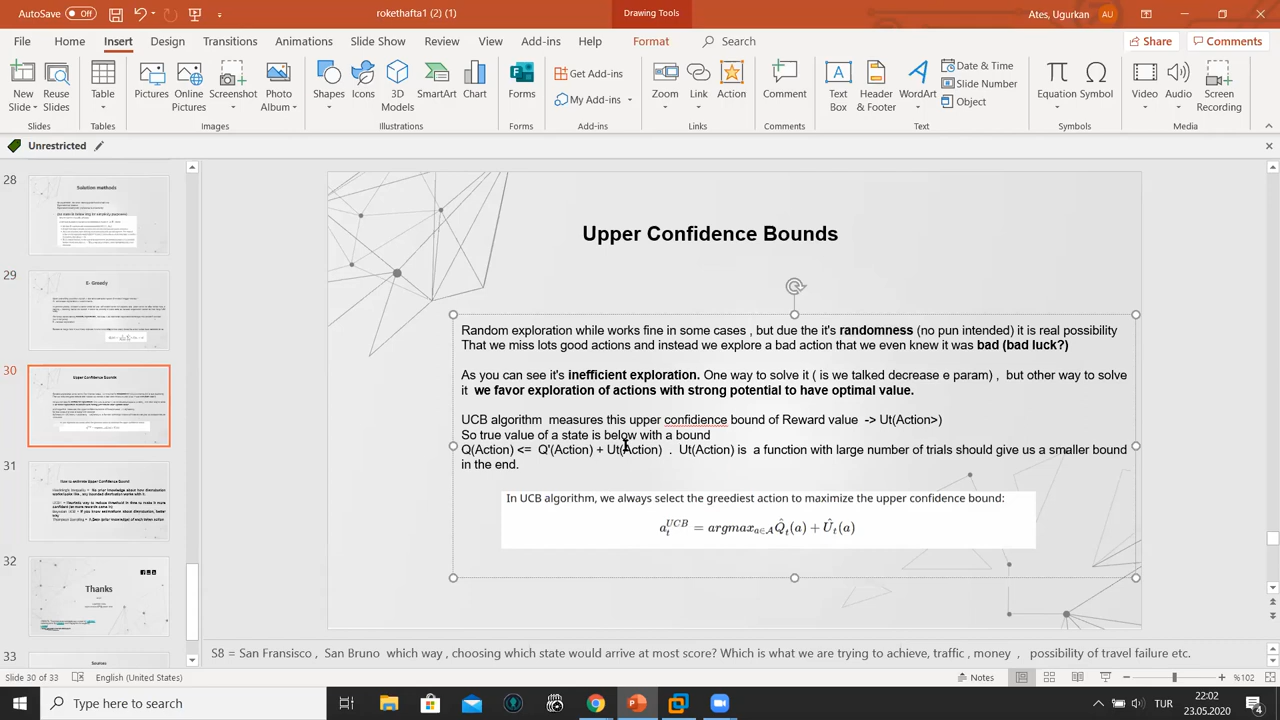 AutoSave Off rokethafta1 (2) (1) Ates, Ugur AU
File Home Insert Design Transitions Animations Slide Show Review View Add-ins Help Format Search Share Comments
New Slide Reuse Slides Table Pictures Online Pictures Screenshot Photo Album Shapes Icons 3D Models SmartArt Chart Forms Get Add-ins My Add-ins Zoom Link Action Comment Text Box Header & Footer WordArt Date & Time Slide Number Object Equation Symbol Video Audio Screen Recording
Slides Tables Images Illustrations Forms Add-ins Links Comments Text Symbols Media
Unrestricted
28
Solution methods
29
E- Greedy
30
Upper Confidence Bounds
31
32
Thanks
33
Sources
Upper Confidence Bounds
Random exploration while works fine in some cases , but due the it's randomness (no pun intended) it is real possibility
That we miss lots good actions and instead we explore a bad action that we even knew it was bad (bad luck?)
As you can see it's inefficient exploration. One way to solve it ( is we talked decrease e param) , but other way to solve
it we favor exploration of actions with strong potential to have optimal value.
UCB algorithm measures this upper confidience bound of Reward value -> Ut(Action>)
So true value of a state is below with a bound
Q(Action) <= Q'(Action) + Ut(Action) . Ut(Action) is a function with large number of trials should give us a smaller bound
in the end.
In UCB algorithm, we always select the greediest action to maximize the upper confidence bound:
a_t^{UCB} = argmax_{a∈𝒜} Q̂_t(a) + Û_t(a)
S8 = San Fransisco , San Bruno which way , choosing which state would arrive at most score? Which is what we are trying to achieve, traffic , money , possibility of travel failure etc.
Slide 30 of 33 English (United States) Notes %102
Type here to search TUR 22:02
23.05.2020